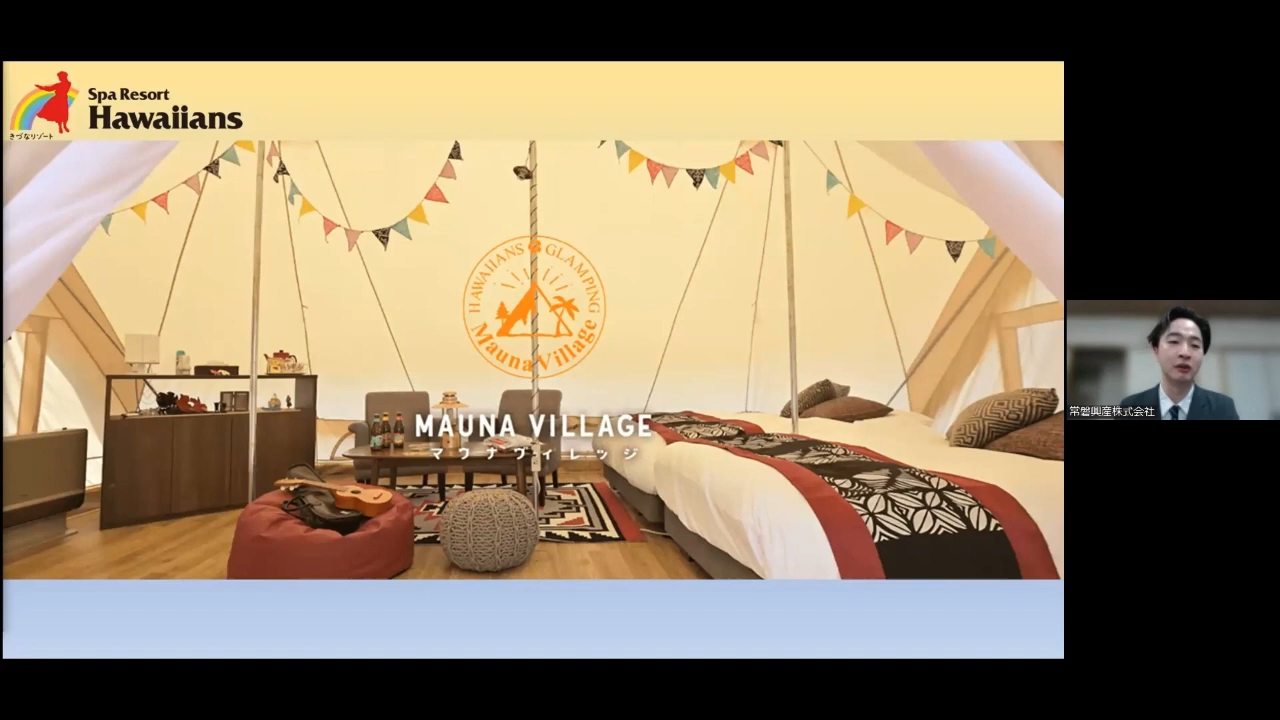 Spa Resort
Hawaiians
きづなリゾート
HAWAIIANS GLAMPING
Mauna Village
MAUNA VILLAGE
マウナヴィレッジ
常磐興産株式会社